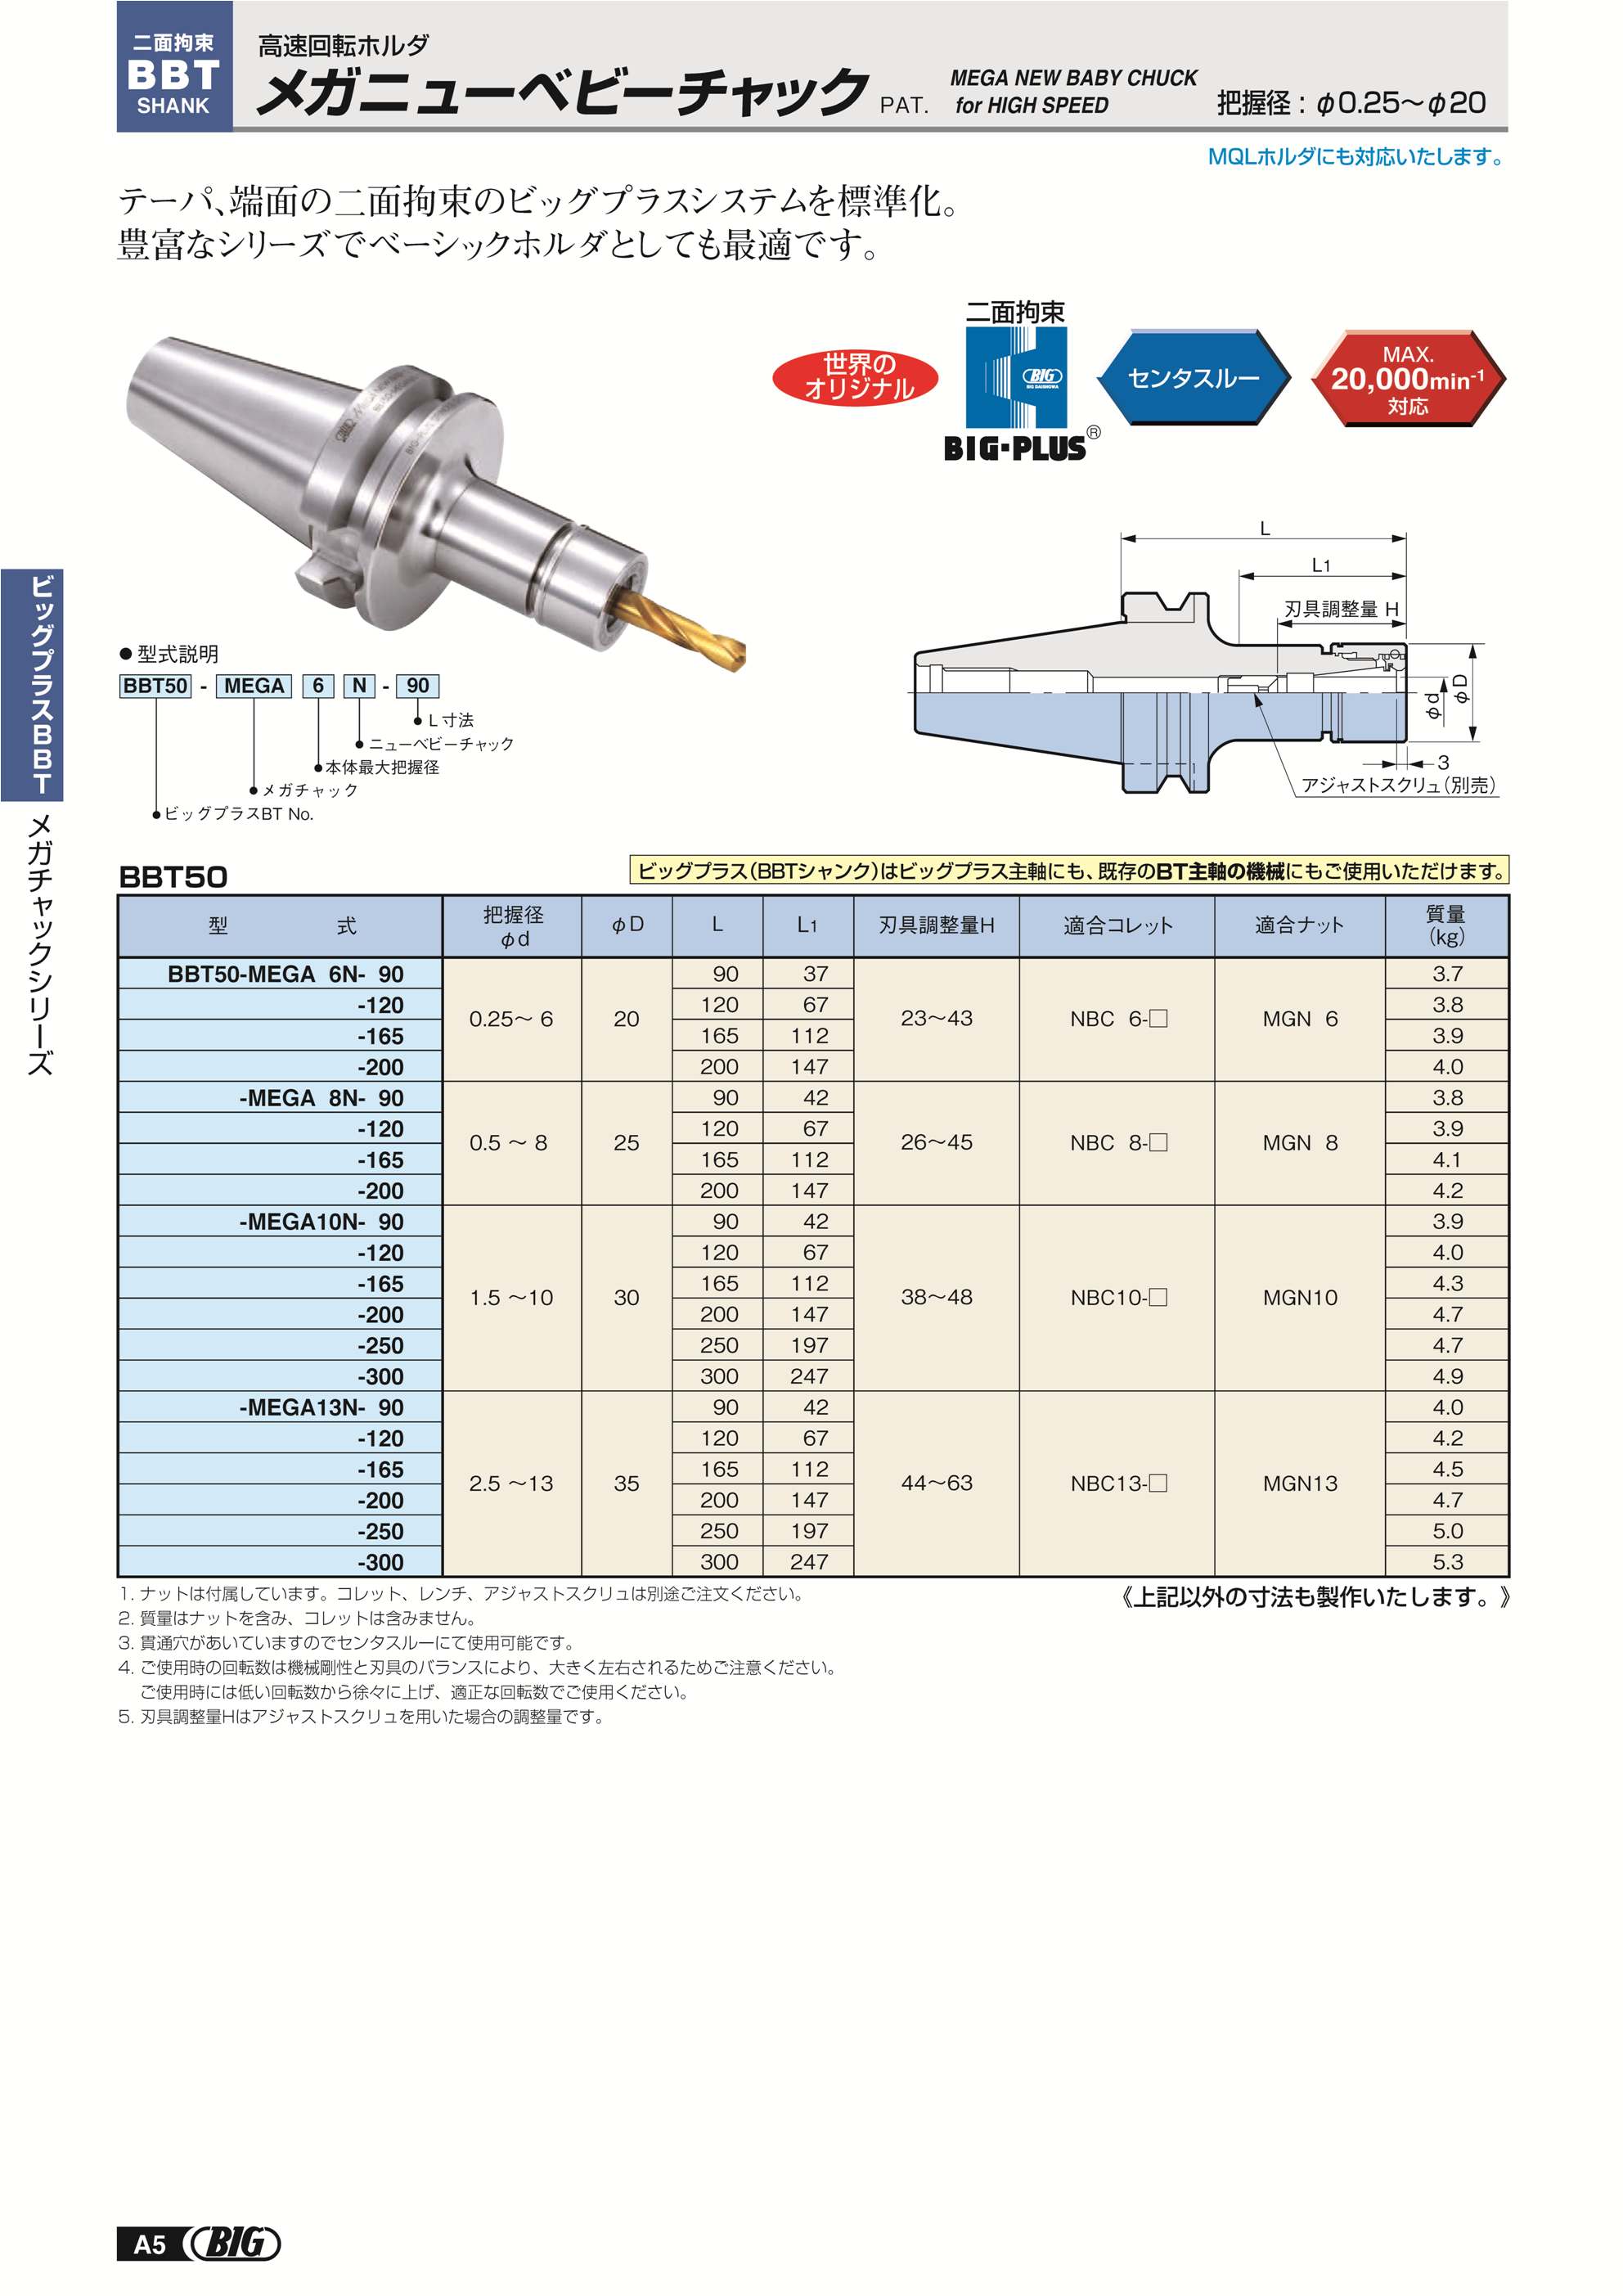 二面拘束
BBT
SHANK
高速回転ホルダ
メガニューベビーチャック PAT.
MEGA NEW BABY CHUCK
for HIGH SPEED
把握径：φ0.25～φ20
MQLホルダにも対応いたします。
テーパ、端面の二面拘束のビッグプラスシステムを標準化。
豊富なシリーズでベーシックホルダとしても最適です。
世界の
オリジナル
二面拘束
BIG
BIG DAISHOWA
BIG-PLUS®
センタスルー
MAX.
20,000min-1
対応
ビッグプラスBBT
メガチャックシリーズ
●型式説明
BBT50 - MEGA 6 N - 90
L寸法
ニューベビーチャック
本体最大把握径
メガチャック
ビッグプラスBT No.
L
L1
刃具調整量 H
φd
φD
3
アジャストスクリュ(別売)
BBT50
ビッグプラス(BBTシャンク)はビッグプラス主軸にも、既存のBT主軸の機械にもご使用いただけます。
型 式 把握径 φd φD L L1 刃具調整量H 適合コレット 適合ナット 質量 (kg)
BBT50-MEGA 6N- 90 0.25～ 6 20 90 37 23～43 NBC 6-□ MGN 6 3.7
-120 120 67 3.8
-165 165 112 3.9
-200 200 147 4.0
-MEGA 8N- 90 0.5 ～ 8 25 90 42 26～45 NBC 8-□ MGN 8 3.8
-120 120 67 3.9
-165 165 112 4.1
-200 200 147 4.2
-MEGA10N- 90 1.5 ～10 30 90 42 38～48 NBC10-□ MGN10 3.9
-120 120 67 4.0
-165 165 112 4.3
-200 200 147 4.7
-250 250 197 4.7
-300 300 247 4.9
-MEGA13N- 90 2.5 ～13 35 90 42 44～63 NBC13-□ MGN13 4.0
-120 120 67 4.2
-165 165 112 4.5
-200 200 147 4.7
-250 250 197 5.0
-300 300 247 5.3
1. ナットは付属しています。コレット、レンチ、アジャストスクリュは別途ご注文ください。
《上記以外の寸法も製作いたします。》
2. 質量はナットを含み、コレットは含みません。
3. 貫通穴があいていますのでセンタスルーにて使用可能です。
4. ご使用時の回転数は機械剛性と刃具のバランスにより、大きく左右されるためご注意ください。
ご使用時には低い回転数から徐々に上げ、適正な回転数でご使用ください。
5. 刃具調整量Hはアジャストスクリュを用いた場合の調整量です。
A5 BIG